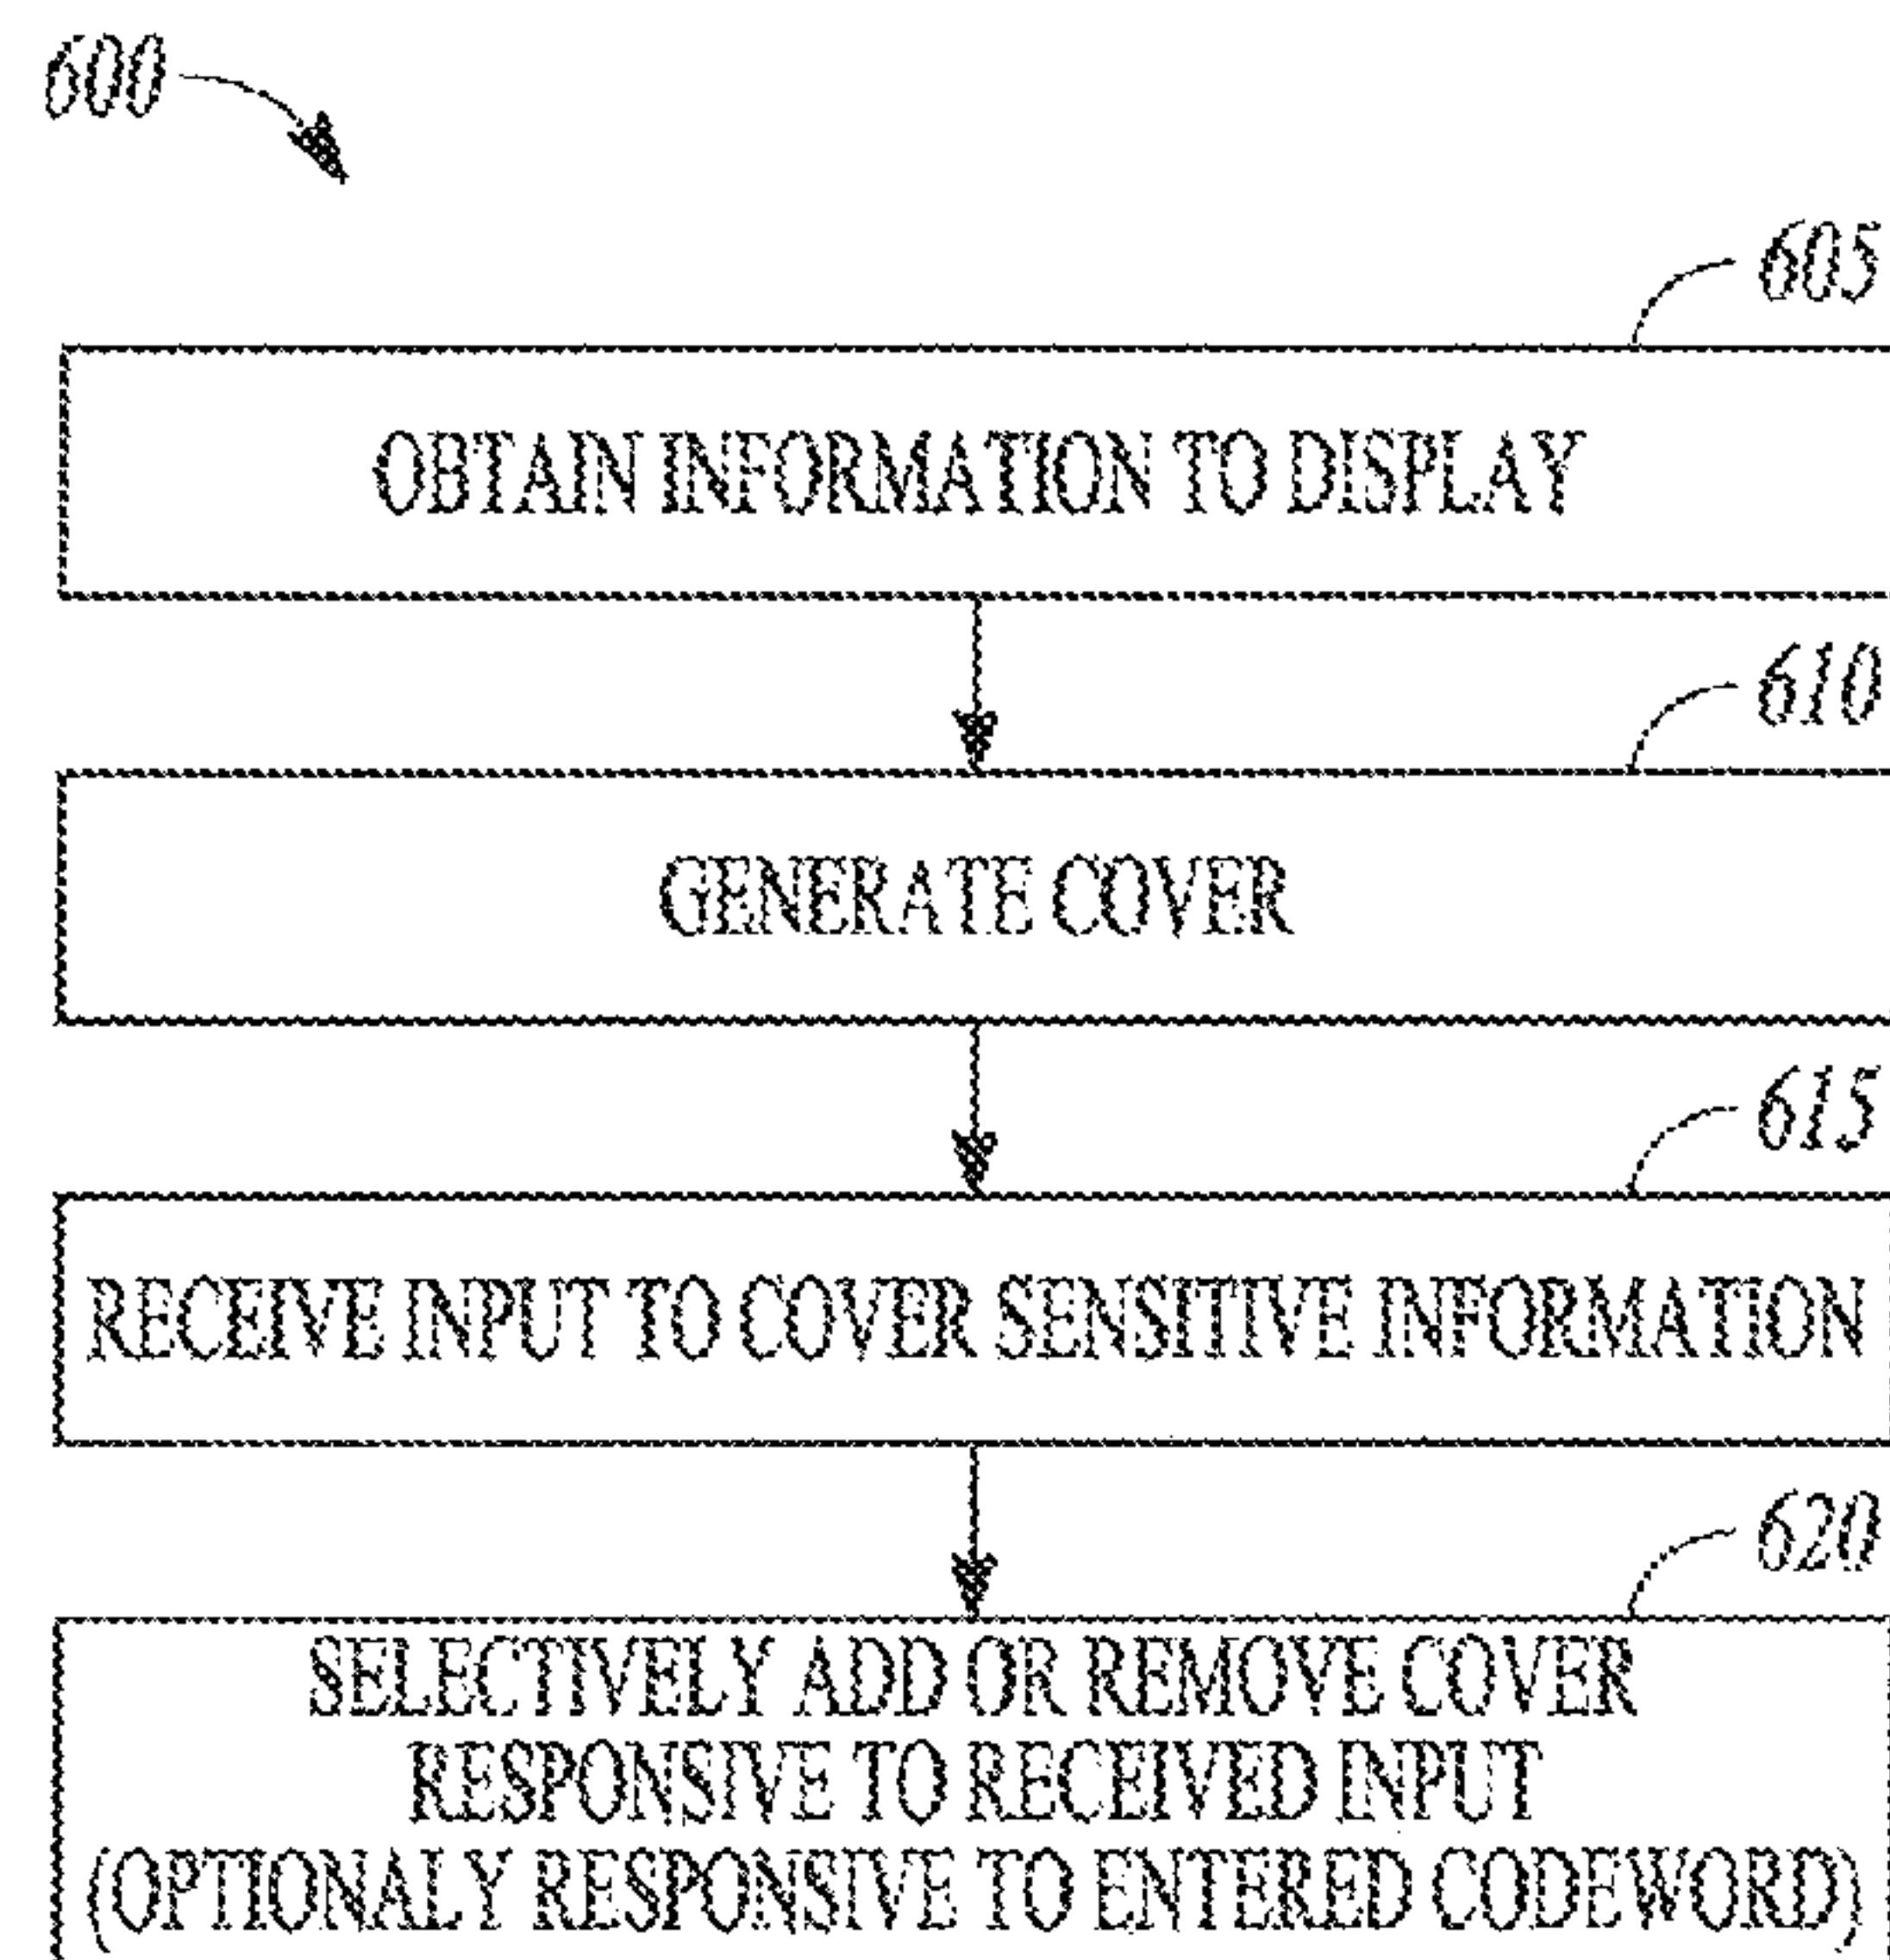 600
605
OBTAIN INFORMATION TO DISPLAY
610
GENERATE COVER
615
RECEIVE INPUT TO COVER SENSITIVE INFORMATION
620
SELECTIVELY ADD OR REMOVE COVER
RESPONSIVE TO RECEIVED INPUT
(OPTIONALY RESPONSIVE TO ENTERED CODEWORD)